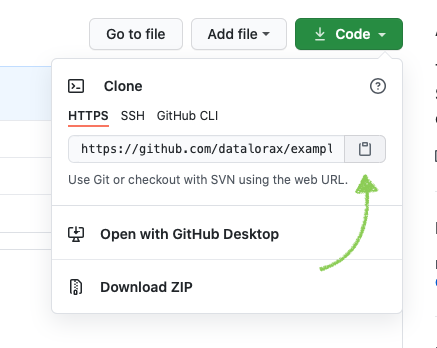 Go to file
Add file
Code
Clone
HTTPS SSH GitHub CLI
https://github.com/datalorax/exampl
Use Git or checkout with SVN using the web URL.
Open with GitHub Desktop
Download ZIP